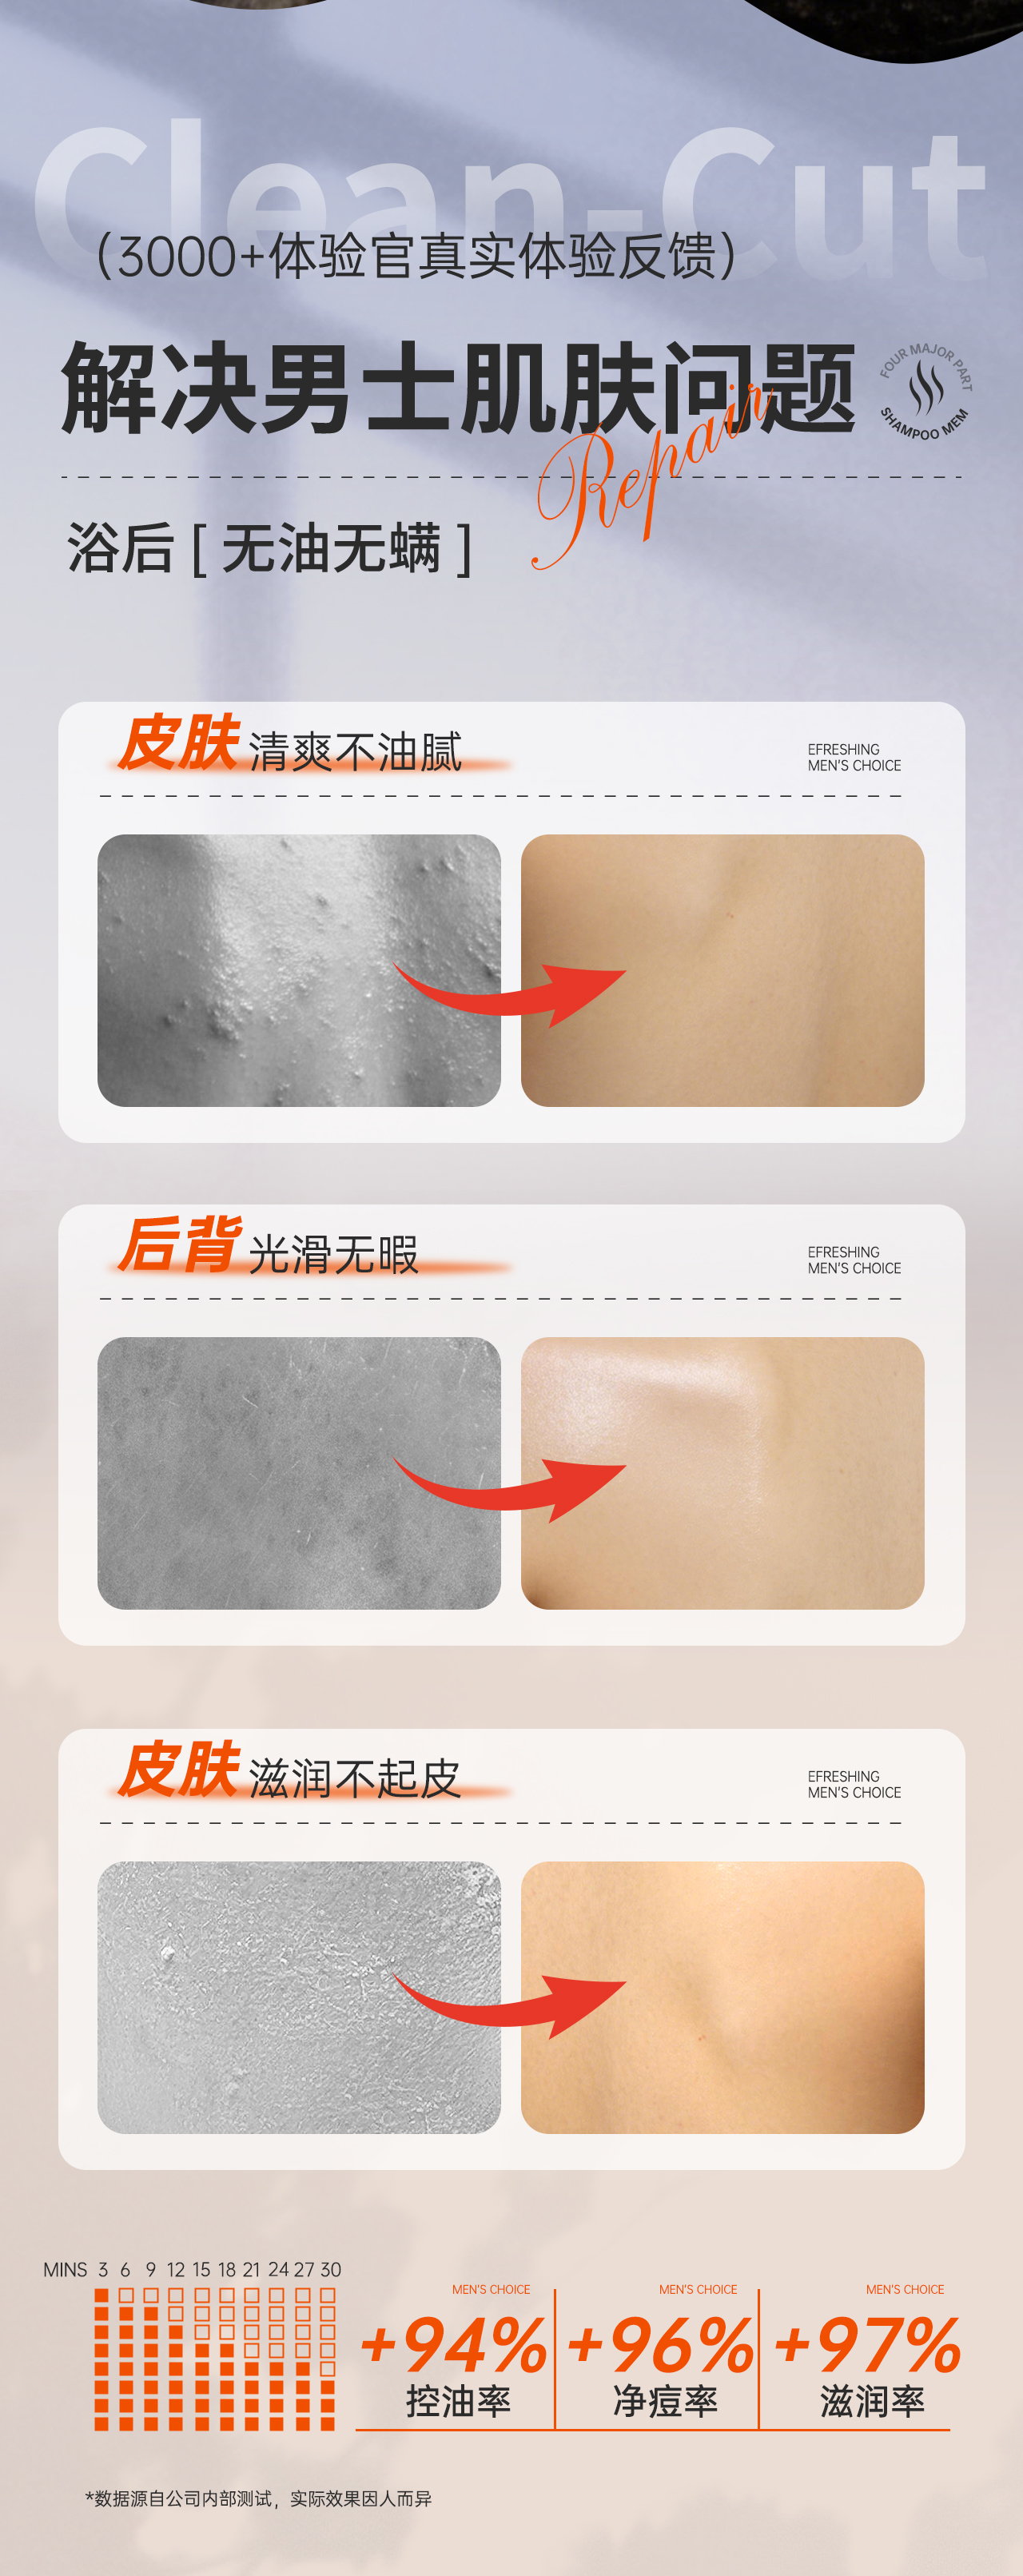 Clean-Cut
（3000+体验官真实体验反馈）
解决男士肌肤问题
FOUR MAJOR PART
SHAMPOO MEM
Repair
浴后 [ 无油无螨 ]
皮肤 清爽不油腻
EFRESHING
MEN'S CHOICE
后背 光滑无暇
EFRESHING
MEN'S CHOICE
皮肤 滋润不起皮
EFRESHING
MEN'S CHOICE
MINS 3 6 9 12 15 18 21 24 27 30
MEN'S CHOICE
+94%
控油率
MEN'S CHOICE
+96%
净痘率
MEN'S CHOICE
+97%
滋润率
*数据源自公司内部测试，实际效果因人而异